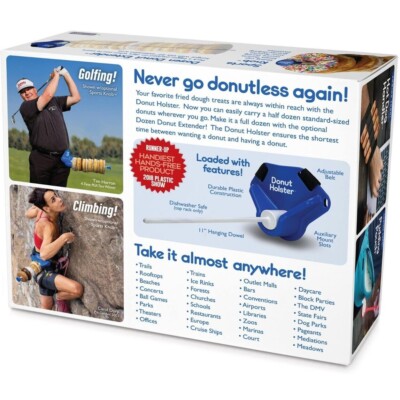 Golfing!
Climbing!
Never go donutless again!
Your favorite fried dough treats are always within reach with the
Donut Holster. Now you can easily carry a half dozen standard-sized
donuts wherever you go. Make it a full dozen with the optional
Dozen Donut Extender! The Donut Holster ensures the shortest
time between wanting a donut and having a donut.
RUNNER-UP
HANDIEST
HANDS-FREE
PRODUCT
2018 PLASTIC
SHOW
Loaded with
features!
Durable Plastic
Construction
Dishwasher Safe
(top rack only)
11" Hanging Dowel
Donut
Holster
Adjustable
Belt
Auxiliary
Mount
Slots
Take it almost anywhere!
• Trails
• Rooftops
• Beaches
• Concerts
• Ball Games
• Parks
• Theaters
• Offices
• Trains
• Ice Rinks
• Forests
• Churches
• Schools
• Restaurants
• Europe
• Cruise Ships
• Outlet Malls
• Bars
• Conventions
• Airports
• Libraries
• Zoos
• Marinas
• Court
• Daycare
• Block Parties
• The DMV
• State Fairs
• Dog Parks
• Pageants
• Mediations
• Meadows